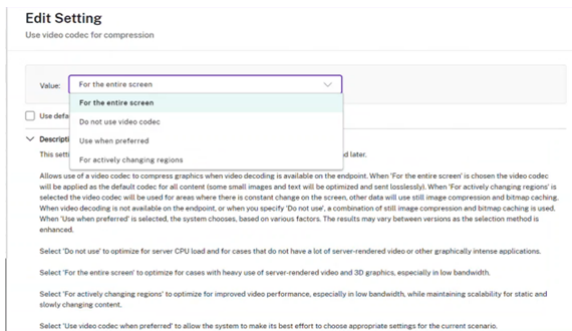 Edit Setting
Use video codec for compression
Value: For the entire screen
For the entire screen
Do not use video codec
Use when preferred
For actively changing regions
Use defa
Descripti
This setti
d later.
Allows use of a video codec to compress graphics when video decoding is available on the endpoint. When 'For the entire screen' is chosen the video codec
will be applied as the default codec for all content (some small images and text will be optimized and sent losslessly). When 'For actively changing regions' is
selected the video codec will be used for areas where there is constant change on the screen, other data will use still image compression and bitmap caching.
When video decoding is not available on the endpoint, or when you specify 'Do not use', a combination of still image compression and bitmap caching is used.
When 'Use when preferred' is selected, the system chooses, based on various factors. The results may vary between versions as the selection method is
enhanced.
Select 'Do not use' to optimize for server CPU load and for cases that do not have a lot of server-rendered video or other graphically intense applications.
Select 'For the entire screen' to optimize for cases with heavy use of server-rendered video and 3D graphics, especially in low bandwidth.
Select 'For actively changing regions' to optimize for improved video performance, especially in low bandwidth, while maintaining scalability for static and
slowly changing content.
Select 'Use video codec when preferred' to allow the system to make its best effort to choose appropriate settings for the current scenario.